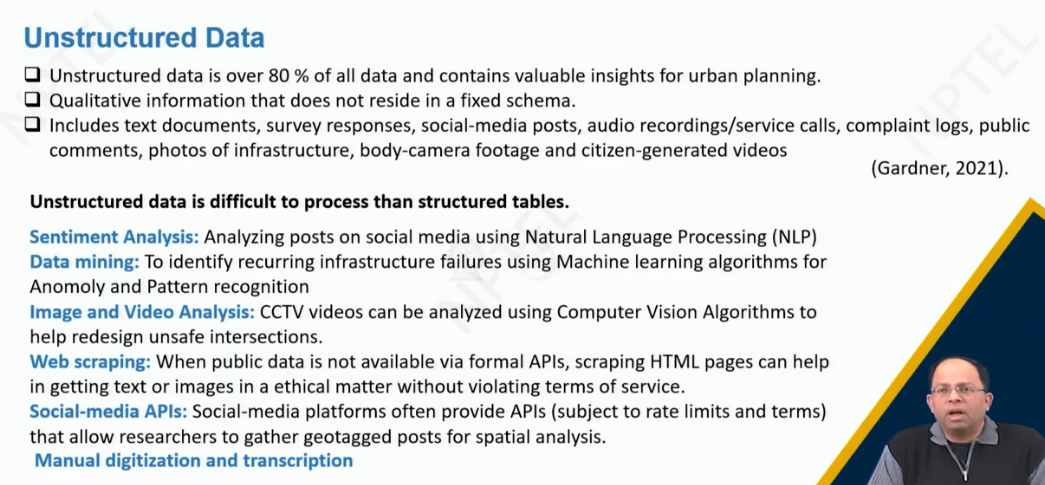 Unstructured Data
❑ Unstructured data is over 80 % of all data and contains valuable insights for urban planning.
❑ Qualitative information that does not reside in a fixed schema.
❑ Includes text documents, survey responses, social-media posts, audio recordings/service calls, complaint logs, public
comments, photos of infrastructure, body-camera footage and citizen-generated videos
(Gardner, 2021).
Unstructured data is difficult to process than structured tables.
Sentiment Analysis: Analyzing posts on social media using Natural Language Processing (NLP)
Data mining: To identify recurring infrastructure failures using Machine learning algorithms for
Anomoly and Pattern recognition
Image and Video Analysis: CCTV videos can be analyzed using Computer Vision Algorithms to
help redesign unsafe intersections.
Web scraping: When public data is not available via formal APIs, scraping HTML pages can help
in getting text or images in a ethical matter without violating terms of service.
Social-media APIs: Social-media platforms often provide APIs (subject to rate limits and terms)
that allow researchers to gather geotagged posts for spatial analysis.
Manual digitization and transcription
NPTEL
NPTEL
NPTEL